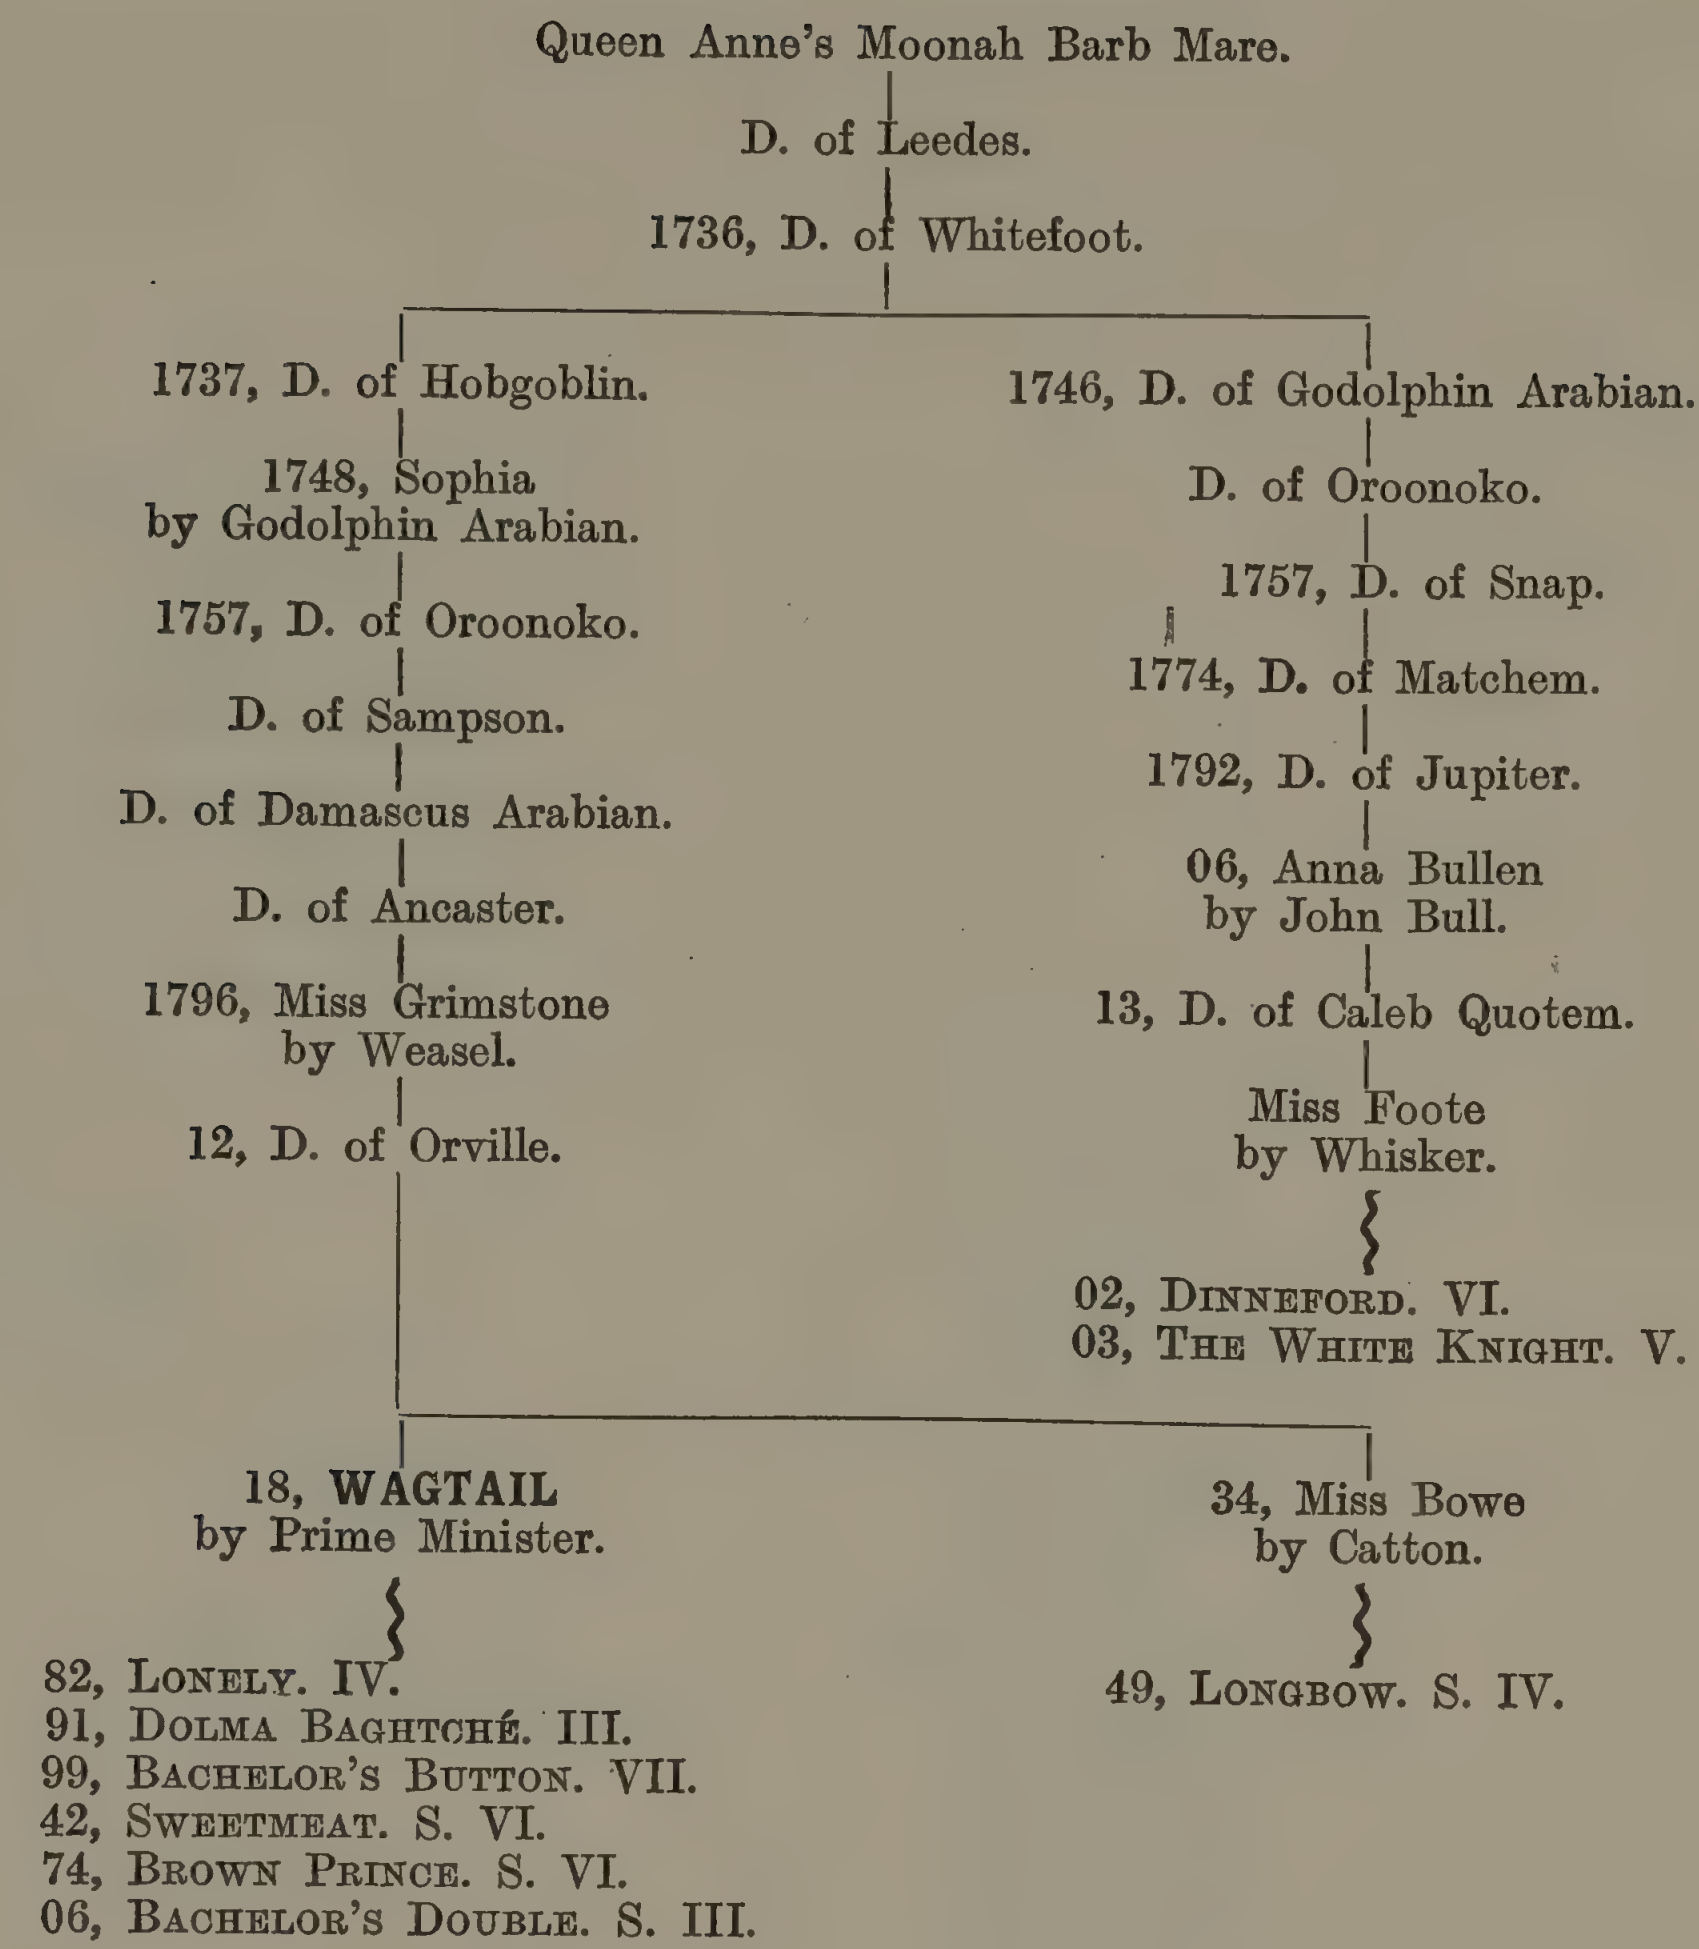 Queen Anne's Moonah Barb Mare.
D. of Leedes.
1736, D. of Whitefoot.
1737, D. of Hobgoblin.
1748, Sophia
by Godolphin Arabian.
1757, D. of Oroonoko.
D. of Sampson.
D. of Damascus Arabian.
D. of Ancaster.
1796, Miss Grimstone
by Weasel.
12, D. of Orville.
1746, D. of Godolphin Arabian.
D. of Oroonoko.
1757, D. of Snap.
1774, D. of Matchem.
1792, D. of Jupiter.
06, Anna Bullen
by John Bull.
13, D. of Caleb Quotem.
Miss Foote
by Whisker.
02, DINNEFORD. VI.
03, THE WHITE KNIGHT. V.
18, WAGTAIL
by Prime Minister.
82, LONELY. IV.
91, DOLMA BAGHTCHÉ. III.
99, BACHELOR'S BUTTON. VII.
42, SWEETMEAT. S. VI.
74, BROWN PRINCE. S. VI.
06, BACHELOR'S DOUBLE. S. III.
34, Miss Bowe
by Catton.
49, LONGBOW. S. IV.